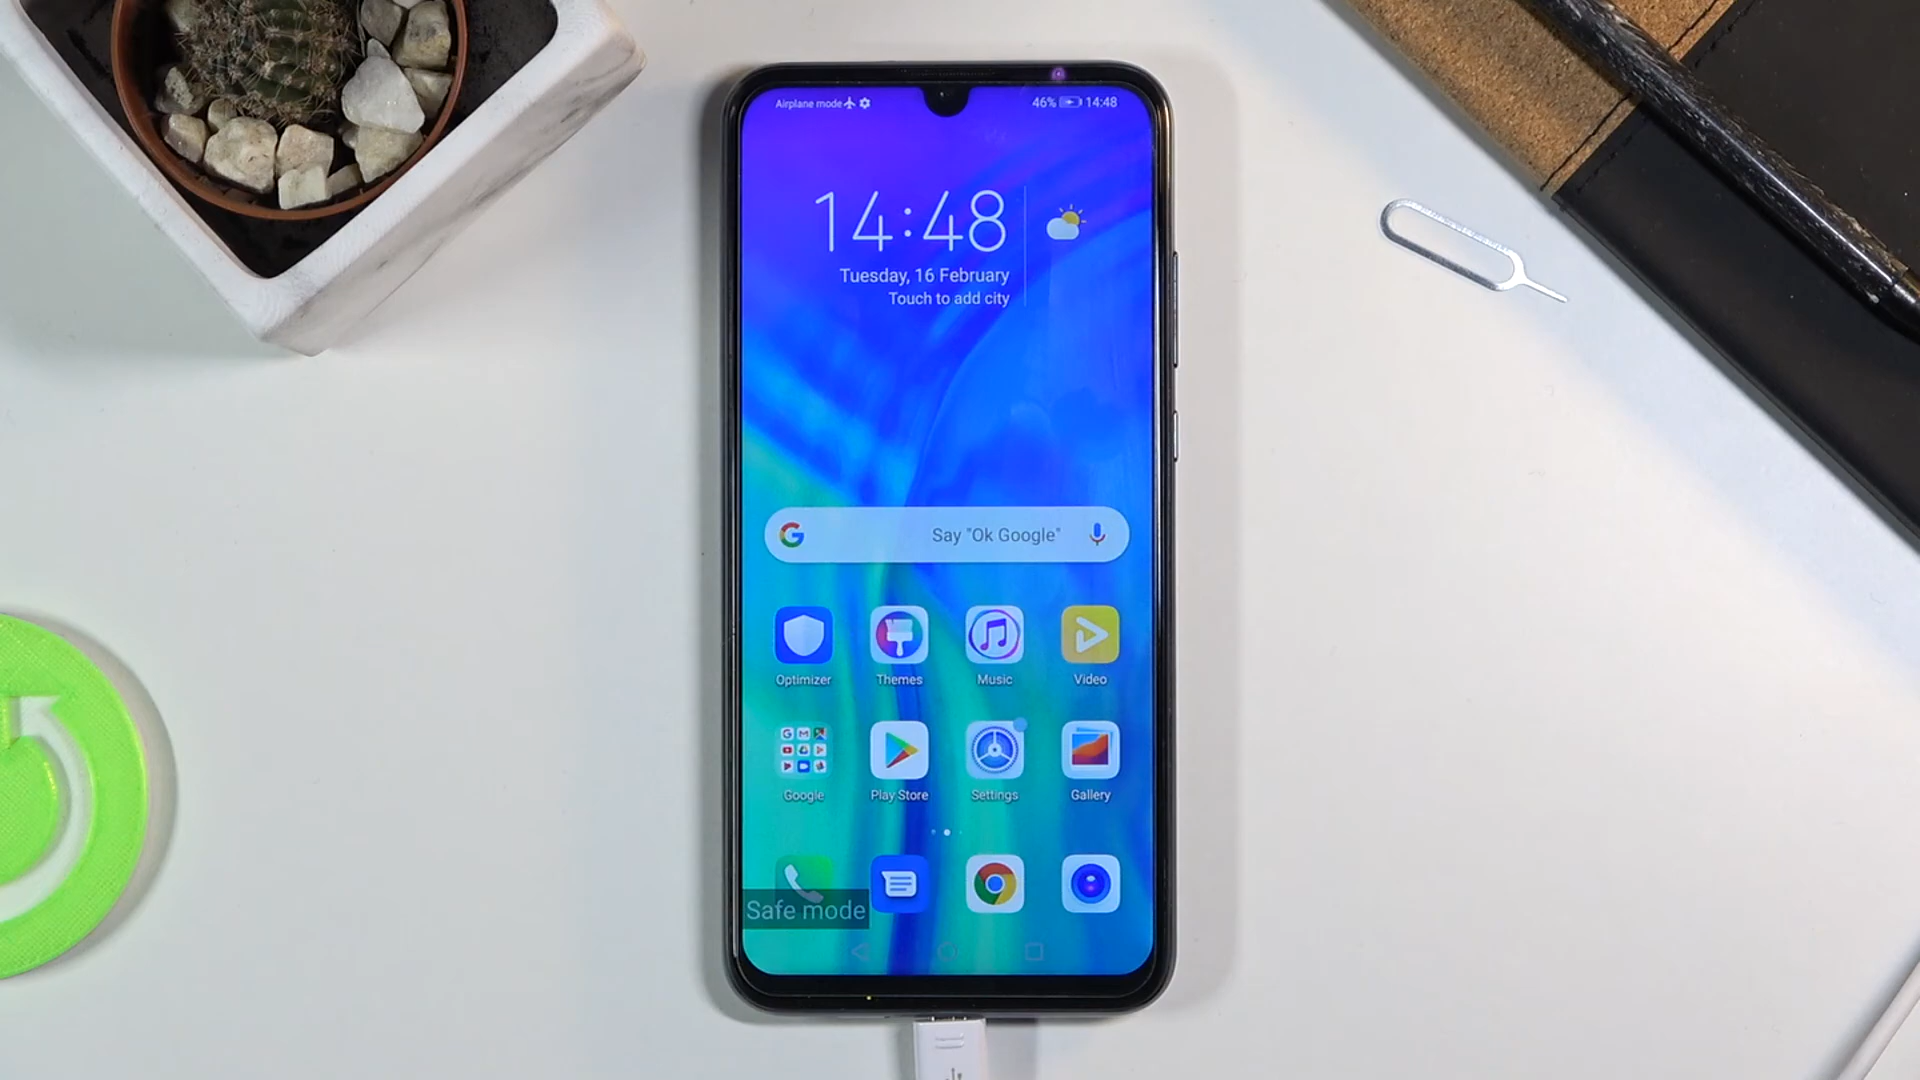 Airplane mode
46% 14:48
14:48
Tuesday, 16 February
Touch to add city
Say "Ok Google"
Optimizer Themes Music Video
Google Play Store Settings Gallery
Safe mode